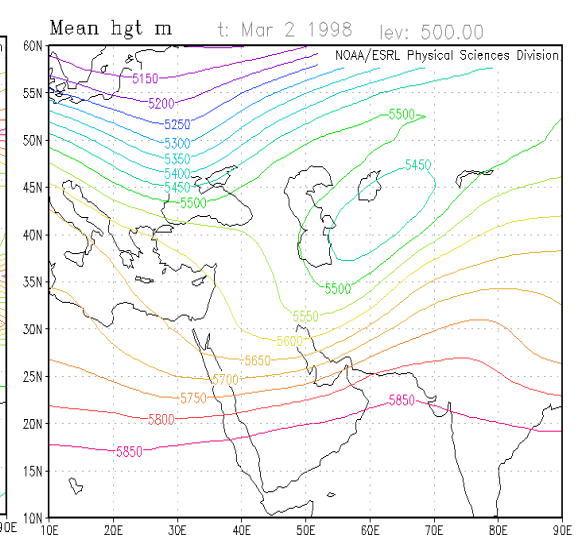 Mean hgt m t: Mar 2 1998 lev: 500.00
NOAA/ESRL Physical Sciences Division
60N
55N
50N
45N
40N
35N
30N
25N
20N
15N
10N
5150
5200
5250
5300
5350
5400
5450
5500
5500
5450
5500
5550
5600
5650
5700
5750
5800
5850
5850
90E 10E 20E 30E 40E 50E 60E 70E 80E 90E